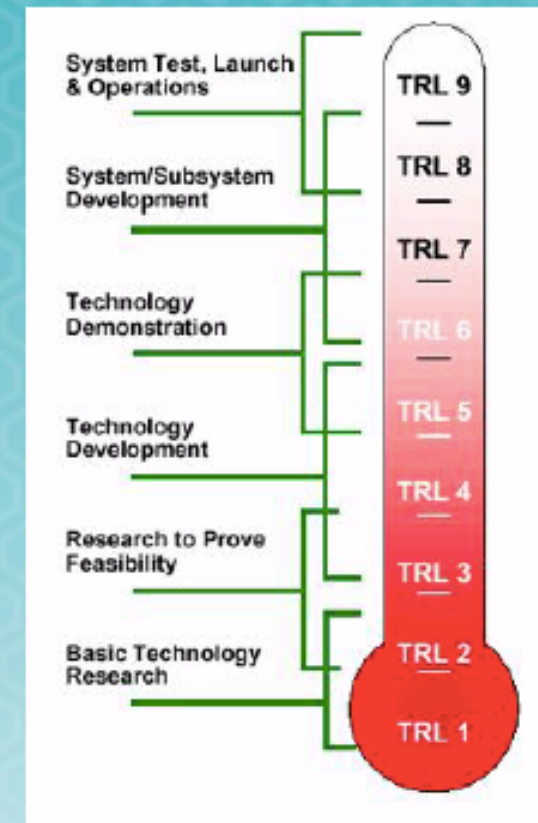 System Test, Launch
& Operations
System/Subsystem
Development
Technology
Demonstration
Technology
Development
Research to Prove
Feasibility
Basic Technology
Research
TRL 9
TRL 8
TRL 7
TRL 6
TRL 5
TRL 4
TRL 3
TRL 2
TRL 1